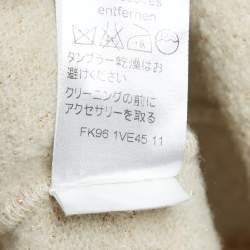 entfernen
タンブラー乾燥はお
避けください
クリーニングの前に
アクセサリーを取る
FK96 1VE45 11